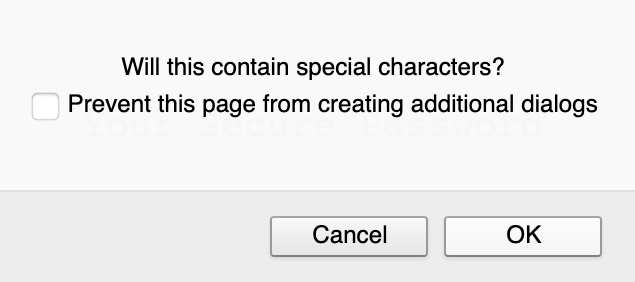 Will this contain special characters?
Prevent this page from creating additional dialogs
Your Secure Password
Cancel
OK